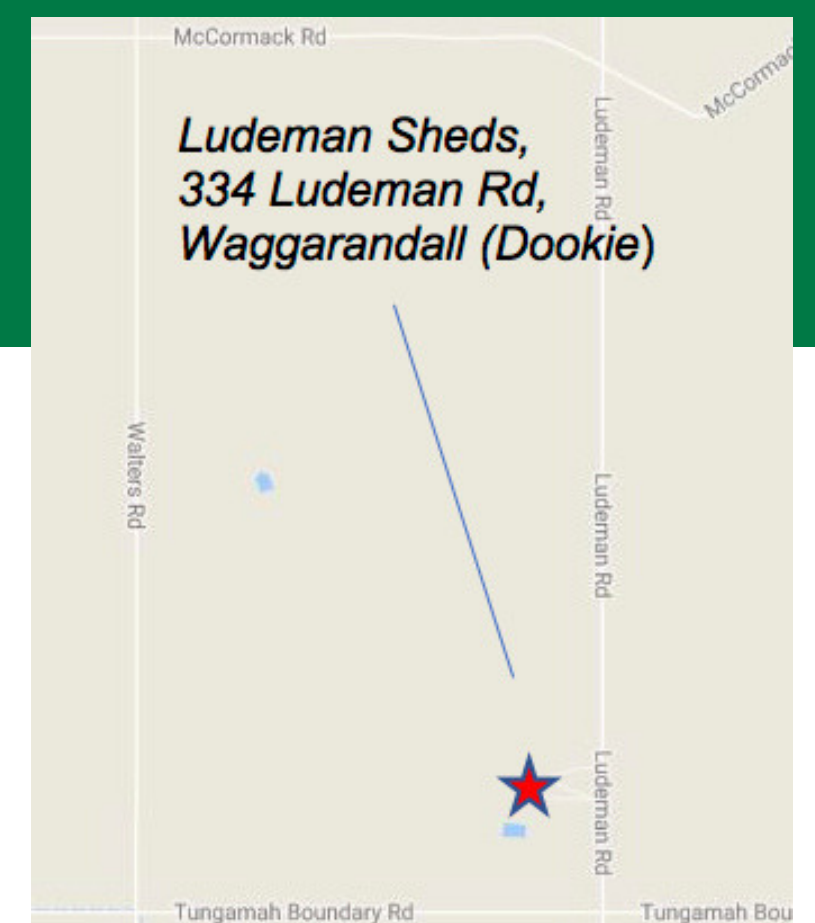 McCormack Rd
Ludeman Rd
Ludeman Sheds,
334 Ludeman Rd,
Waggarandall (Dookie)
Walters Rd
Ludeman Rd
Ludeman Rd
Tungamah Boundary Rd
Tungamah Bou